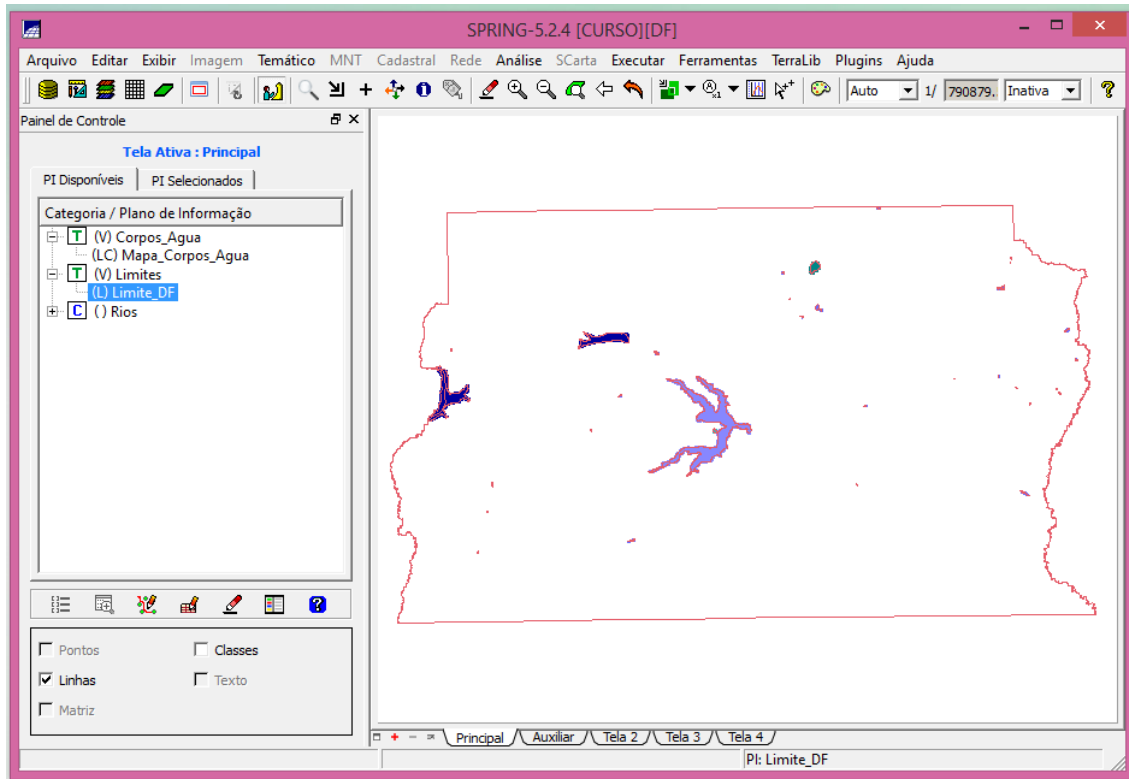 SPRING-5.2.4 [CURSO][DF]
Arquivo Editar Exibir Imagem Temático MNT Cadastral Rede Análise SCarta Executar Ferramentas TerraLib Plugins Ajuda
Auto 1/ 790879. Inativa
Painel de Controle
Tela Ativa : Principal
PI Disponíveis PI Selecionados
Categoria / Plano de Informação
T (V) Corpos_Agua
(LC) Mapa_Corpos_Agua
T (V) Limites
(L) Limite_DF
C ( ) Rios
Pontos Classes
Linhas Texto
Matriz
Principal Auxiliar Tela 2 Tela 3 Tela 4
PI: Limite_DF